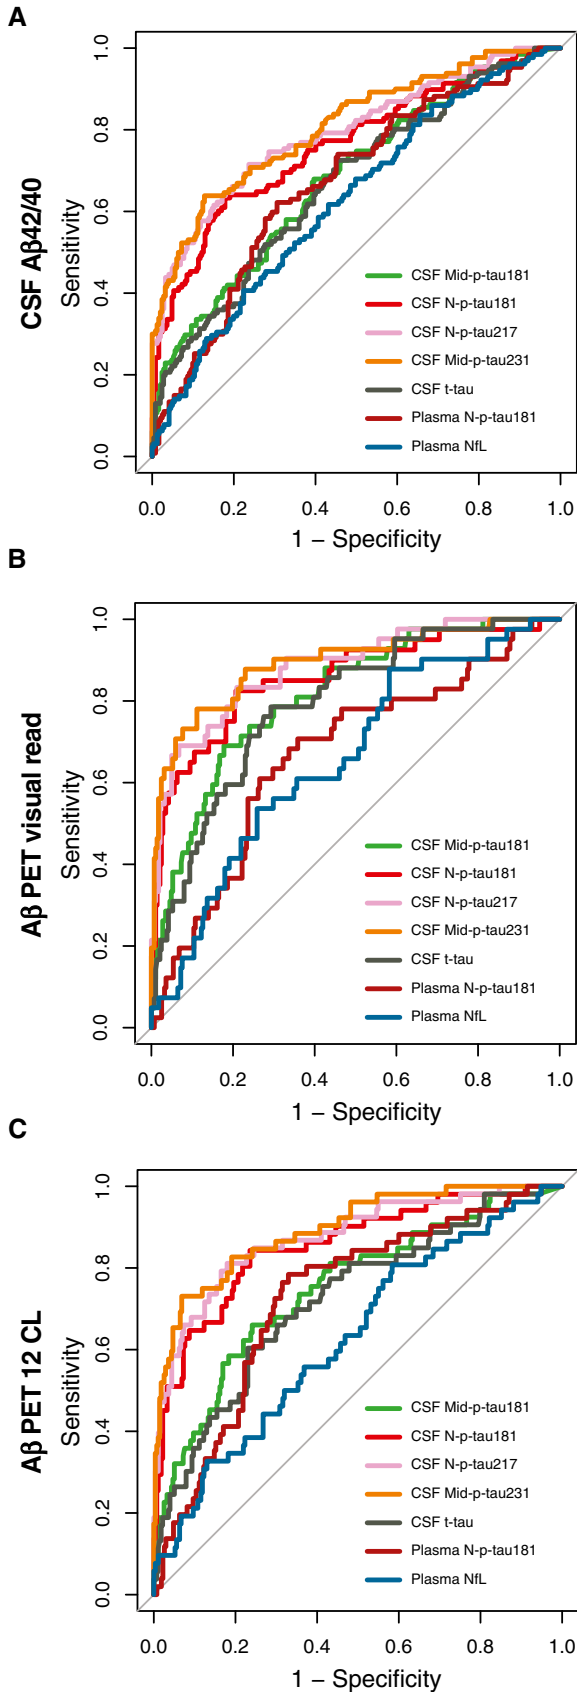 A
CSF Aβ42/40
Sensitivity
1.0
0.8
0.6
0.4
0.2
0.0
CSF Mid-p-tau181
CSF N-p-tau181
CSF N-p-tau217
CSF Mid-p-tau231
CSF t-tau
Plasma N-p-tau181
Plasma NfL
0.0 0.2 0.4 0.6 0.8 1.0
1 − Specificity
B
Aβ PET visual read
Sensitivity
1.0
0.8
0.6
0.4
0.2
0.0
CSF Mid-p-tau181
CSF N-p-tau181
CSF N-p-tau217
CSF Mid-p-tau231
CSF t-tau
Plasma N-p-tau181
Plasma NfL
0.0 0.2 0.4 0.6 0.8 1.0
1 − Specificity
C
Aβ PET 12 CL
Sensitivity
1.0
0.8
0.6
0.4
0.2
0.0
CSF Mid-p-tau181
CSF N-p-tau181
CSF N-p-tau217
CSF Mid-p-tau231
CSF t-tau
Plasma N-p-tau181
Plasma NfL
0.0 0.2 0.4 0.6 0.8 1.0
1 − Specificity